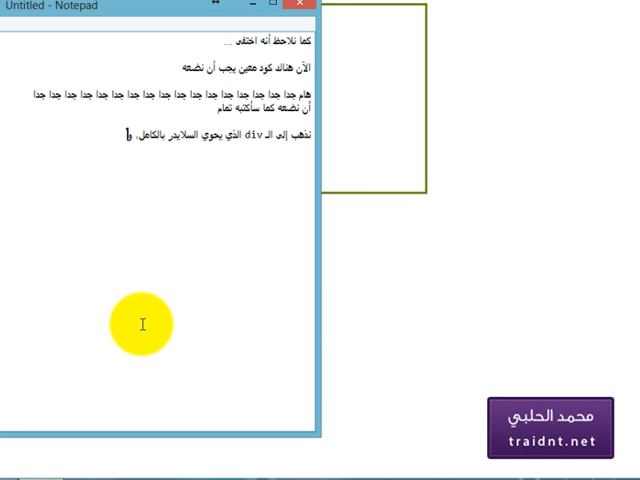 Untitled - Notepad
كما نلاحظ أنه اختفى ...
الآن هناك كود معين يجب أن نضعه
هام جدا جدا جدا جدا جدا جدا جدا جدا جدا جدا جدا جدا جدا جدا جدا جدا جدا
أن نضعه كما سأكتبه تمام
نذهب إلى الـ div الذي يحوي السلايدر بالكامل، و
محمد الحلبي
traidnt.net